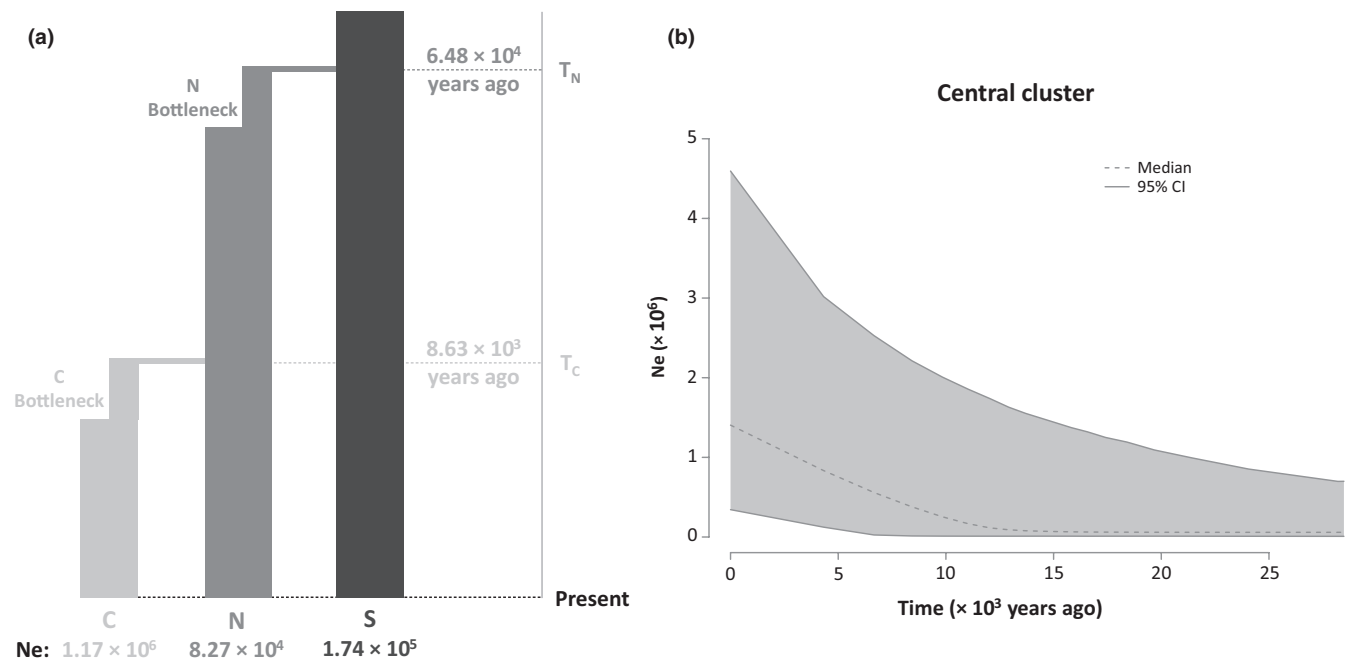 (a)
6.48 × 10⁴
years ago
T_N
N
Bottleneck
8.63 × 10³
years ago
T_C
C
Bottleneck
Present
C N S
Ne: 1.17 × 10⁶ 8.27 × 10⁴ 1.74 × 10⁵
(b)
Central cluster
Median
95% CI
Ne (× 10⁶)
5
4
3
2
1
0
0 5 10 15 20 25
Time (× 10³ years ago)